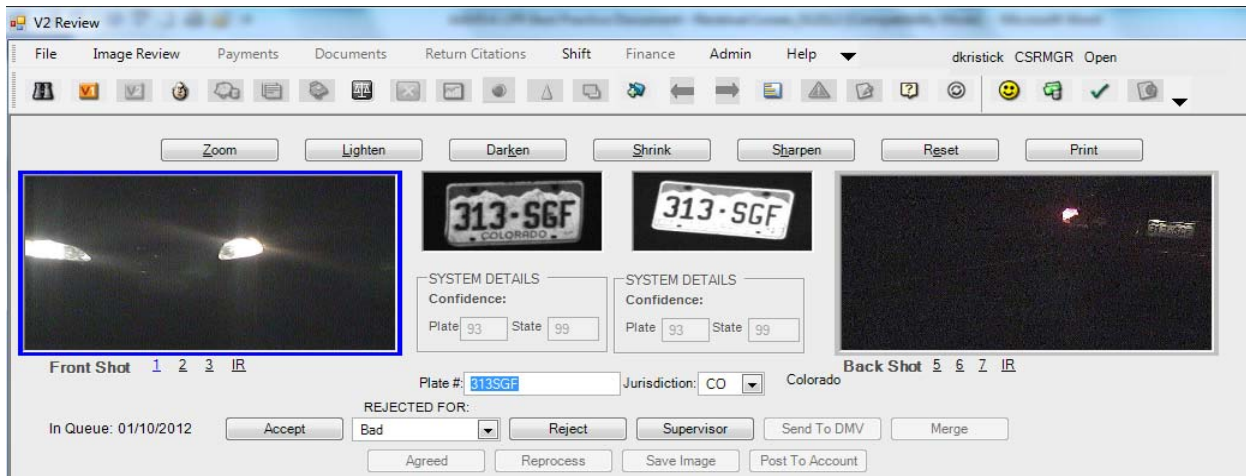 V2 Review
File Image Review Payments Documents Return Citations Shift Finance Admin Help dkristick CSRMGR Open
Zoom Lighten Darken Shrink Sharpen Reset Print
313·SGF
COLORADO
313·SGF
SYSTEM DETAILS SYSTEM DETAILS
Confidence: Confidence:
Plate 93 State 99 Plate 93 State 99
Front Shot 1 2 3 IR Back Shot 5 6 7 IR
Plate #: 313SGF Jurisdiction: CO Colorado
REJECTED FOR:
In Queue: 01/10/2012 Accept Bad Reject Supervisor Send To DMV Merge
Agreed Reprocess Save Image Post To Account